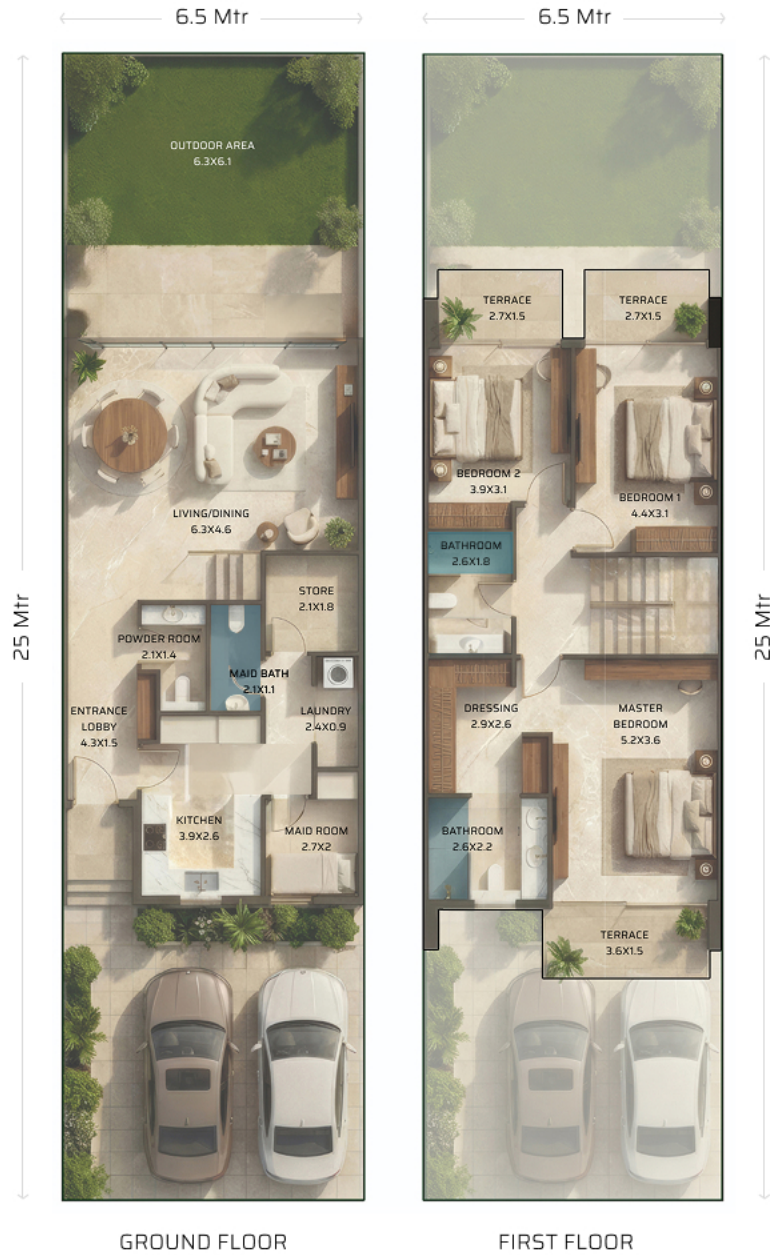 6.5 Mtr
6.5 Mtr
25 Mtr
OUTDOOR AREA
6.3X6.1
LIVING/DINING
6.3X4.6
STORE
2.1X1.8
POWDER ROOM
2.1X1.4
MAID BATH
2.1X1.1
ENTRANCE
LOBBY
4.3X1.5
LAUNDRY
2.4X0.9
KITCHEN
3.9X2.6
MAID ROOM
2.7X2
GROUND FLOOR
TERRACE
2.7X1.5
TERRACE
2.7X1.5
BEDROOM 2
3.9X3.1
BEDROOM 1
4.4X3.1
BATHROOM
2.6X1.8
DRESSING
2.9X2.6
MASTER
BEDROOM
5.2X3.6
BATHROOM
2.6X2.2
TERRACE
3.6X1.5
25 Mtr
FIRST FLOOR